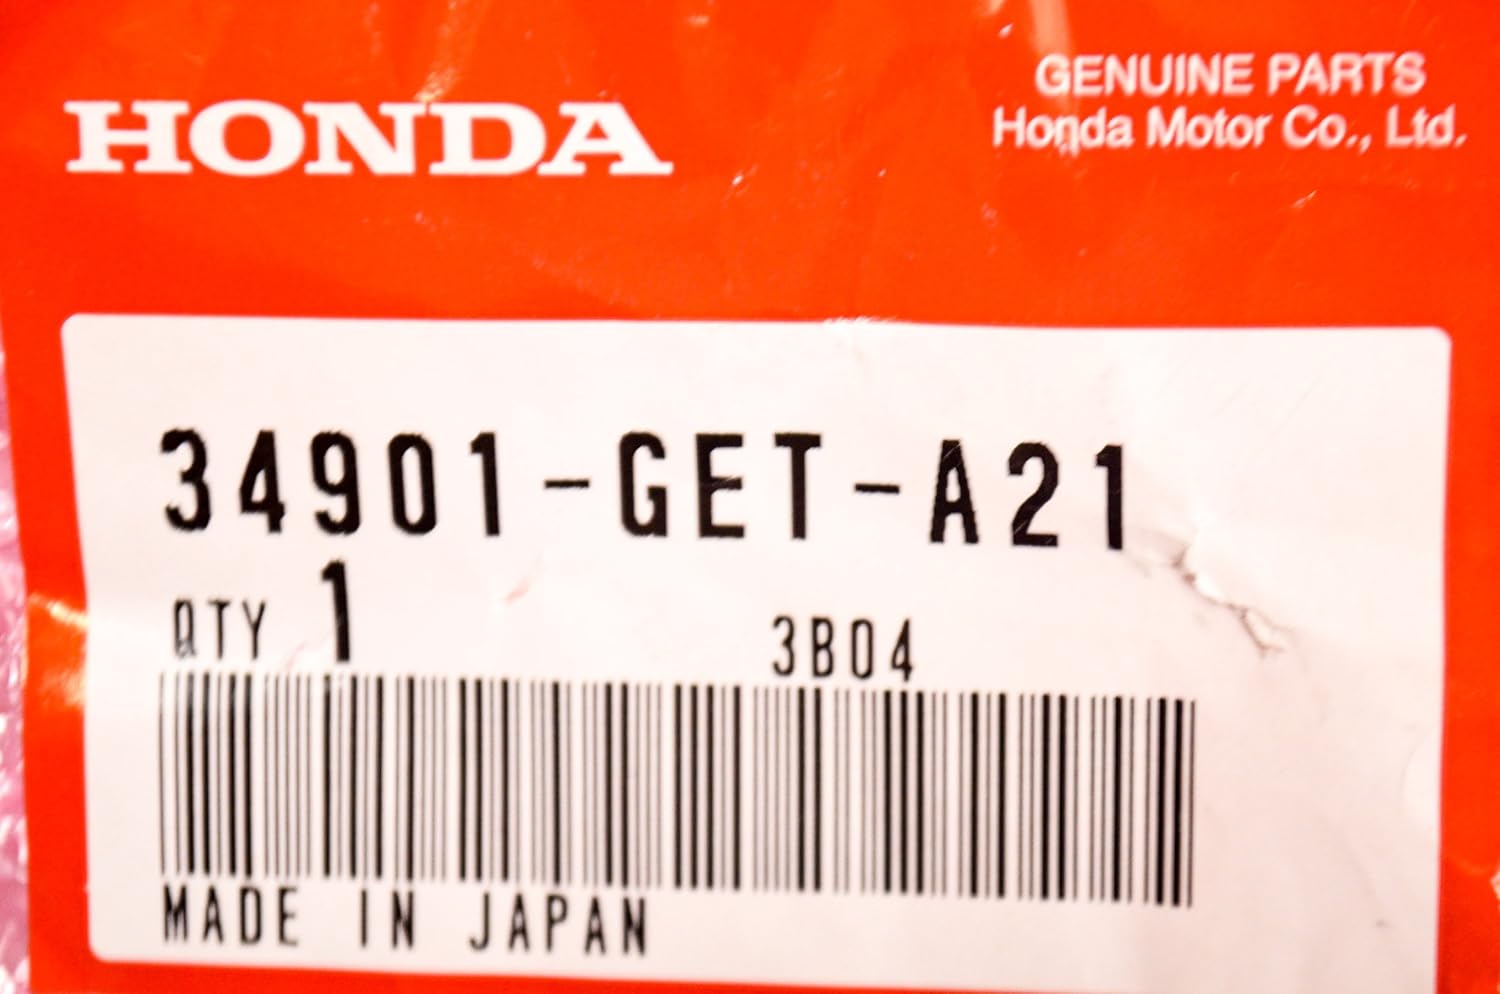 HONDA
GENUINE PARTS
Honda Motor Co., Ltd.
34901-GET-A21
QTY 1
3B04
MADE IN JAPAN